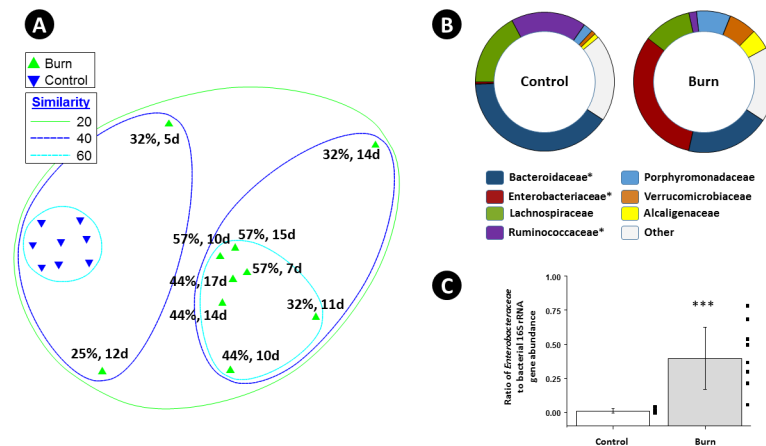 A
Burn
Control
Similarity
20
40
60
32%, 5d
32%, 14d
57%, 10d
57%, 15d
57%, 7d
44%, 17d
44%, 14d
32%, 11d
25%, 12d
44%, 10d
B
Control
Burn
Bacteroidaceae*
Enterobacteriaceae*
Lachnospiraceae
Ruminococcaceae*
Porphyromonadaceae
Verrucomicrobiaceae
Alcaligenaceae
Other
C
Ratio of Enterobacteraceae
to bacterial 16S rRNA
gene abundance
1.00
0.75
0.50
0.25
0.00
***
Control
Burn